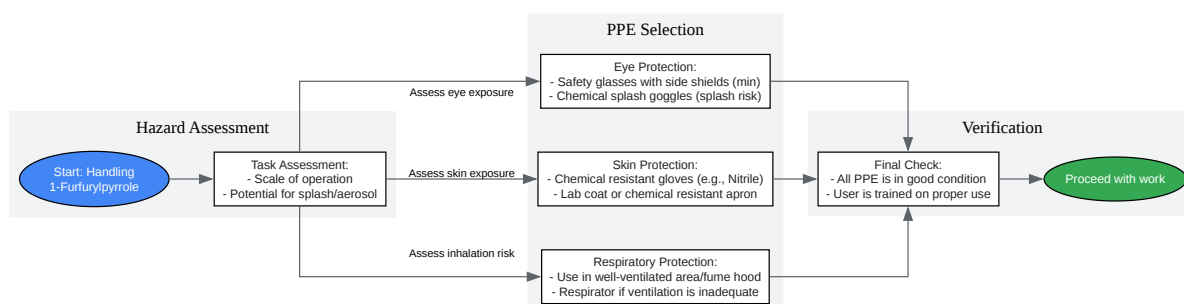 Hazard Assessment
Start: Handling
1-Furfurylpyrrole
Task Assessment:
- Scale of operation
- Potential for splash/aerosol
Assess eye exposure
Assess skin exposure
Assess inhalation risk
PPE Selection
Eye Protection:
- Safety glasses with side shields (min)
- Chemical splash goggles (splash risk)
Skin Protection:
- Chemical resistant gloves (e.g., Nitrile)
- Lab coat or chemical resistant apron
Respiratory Protection:
- Use in well-ventilated area/fume hood
- Respirator if ventilation is inadequate
Verification
Final Check:
- All PPE is in good condition
- User is trained on proper use
Proceed with work